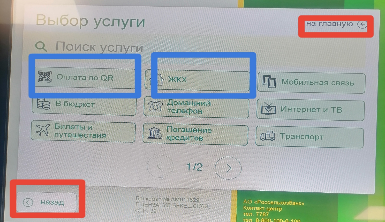 Выбор услуги
На главную
Поиск услуги
Оплата по QR
ЖКХ
Мобильная связь
В бюджет
Домашний телефон
Интернет и ТВ
Билеты и путешествия
Погашение кредитов
Транспорт
1/2
Назад